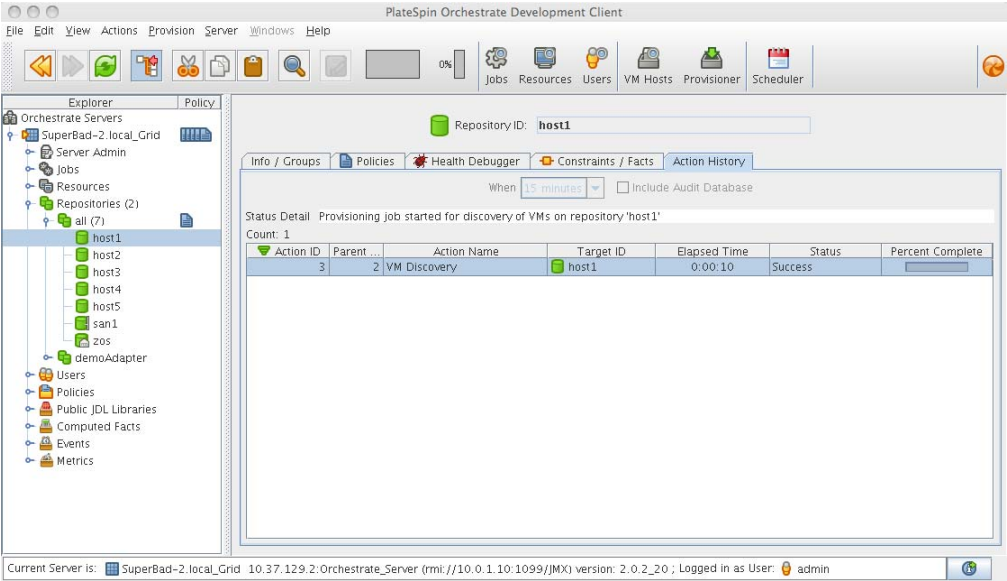 PlateSpin Orchestrate Development Client
File Edit View Actions Provision Server Windows Help
0%
Jobs Resources Users VM Hosts Provisioner Scheduler
Explorer Policy
Orchestrate Servers
SuperBad-2.local_Grid
Server Admin
Jobs
Resources
Repositories (2)
all (7)
host1
host2
host3
host4
host5
san1
zos
demoAdapter
Users
Policies
Public JDL Libraries
Computed Facts
Events
Metrics
Repository ID: host1
Info / Groups Policies Health Debugger Constraints / Facts Action History
When 15 minutes Include Audit Database
Status Detail Provisioning job started for discovery of VMs on repository 'host1'
Count: 1
Action ID Parent ... Action Name Target ID Elapsed Time Status Percent Complete
3 2 VM Discovery host1 0:00:10 Success
Current Server is: SuperBad-2.local_Grid 10.37.129.2:Orchestrate_Server (rmi://10.0.1.10:1099/JMX) version: 2.0.2_20 ; Logged in as User: admin